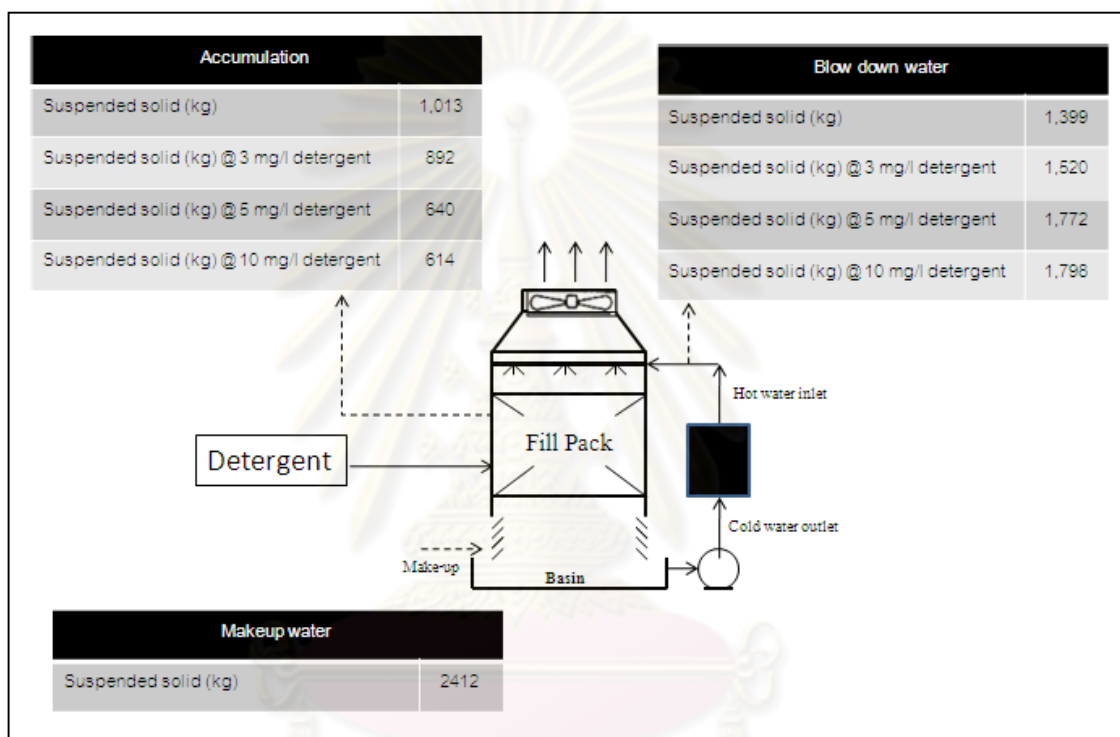 Accumulation
Suspended solid (kg) 1,013
Suspended solid (kg) @ 3 mg/l detergent 892
Suspended solid (kg) @ 5 mg/l detergent 640
Suspended solid (kg) @ 10 mg/l detergent 614
Blow down water
Suspended solid (kg) 1,399
Suspended solid (kg) @ 3 mg/l detergent 1,520
Suspended solid (kg) @ 5 mg/l detergent 1,772
Suspended solid (kg) @ 10 mg/l detergent 1,798
Hot water inlet
Fill Pack
Detergent
Cold water outlet
Make-up
Basin
Makeup water
Suspended solid (kg) 2412